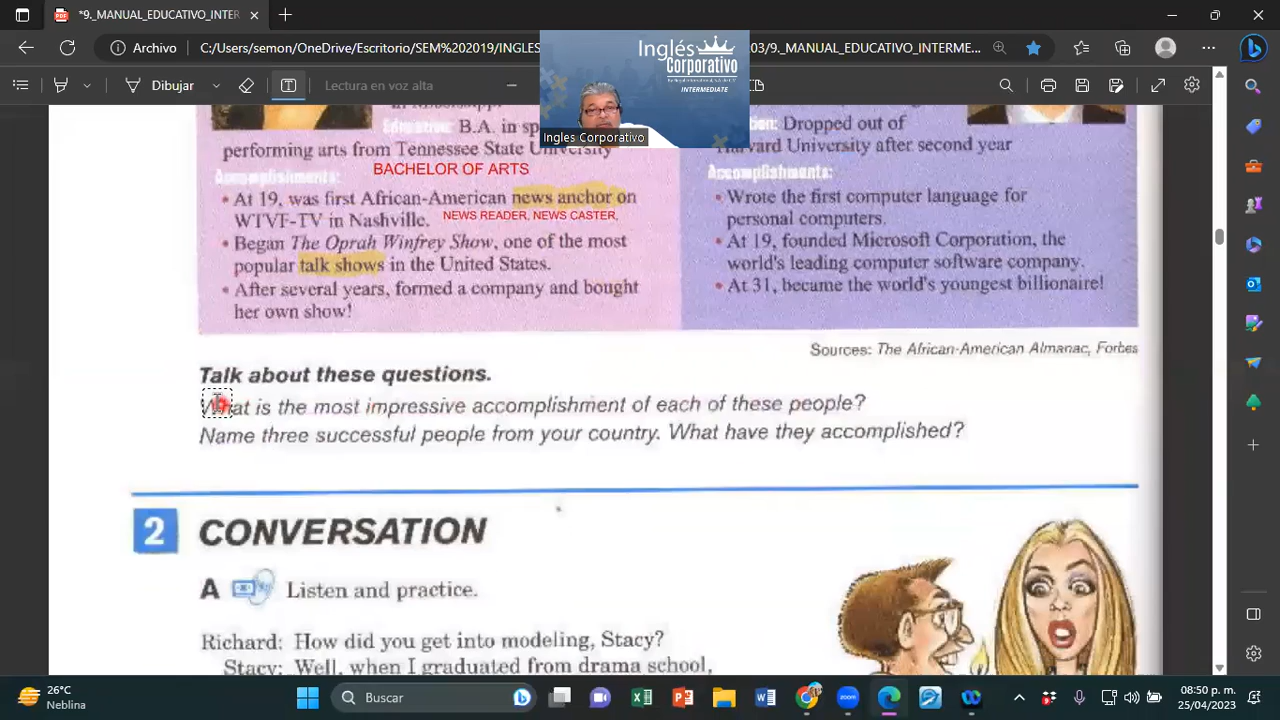 *9._MANUAL_EDUCATIVO_INTER
Archivo
C:/Users/semon/OneDrive/Escritorio/SEM%202019/INGLES
03/9._MANUAL_EDUCATIVO_INTERME...
Inglés
Corporativo
INTERMEDIATE
Dibujar
Lectura en voz alta
Ingles Corporativo
B.A. in sp
performing arts from Tennessee State University
BACHELOR OF ARTS
Accomplishments:
• At 19, was first African-American news anchor on
WTVF-TV in Nashville.
NEWS READER, NEWS CASTER,
• Began The Oprah Winfrey Show, one of the most
popular talk shows in the United States.
• After several years, formed a company and bought
her own show!
Dropped out of
Harvard University after second year
Accomplishments:
• Wrote the first computer language for
personal computers.
• At 19, founded Microsoft Corporation, the
world's leading computer software company.
• At 31, became the world's youngest billionaire!
Sources: The African-American Almanac, Forbes
Talk about these questions.
What is the most impressive accomplishment of each of these people?
Name three successful people from your country. What have they accomplished?
2 CONVERSATION
A Listen and practice.
Richard: How did you get into modeling, Stacy?
Stacy: Well, when I graduated from drama school,
26°C
Neblina
Buscar
08:50 p. m.
25/04/2023